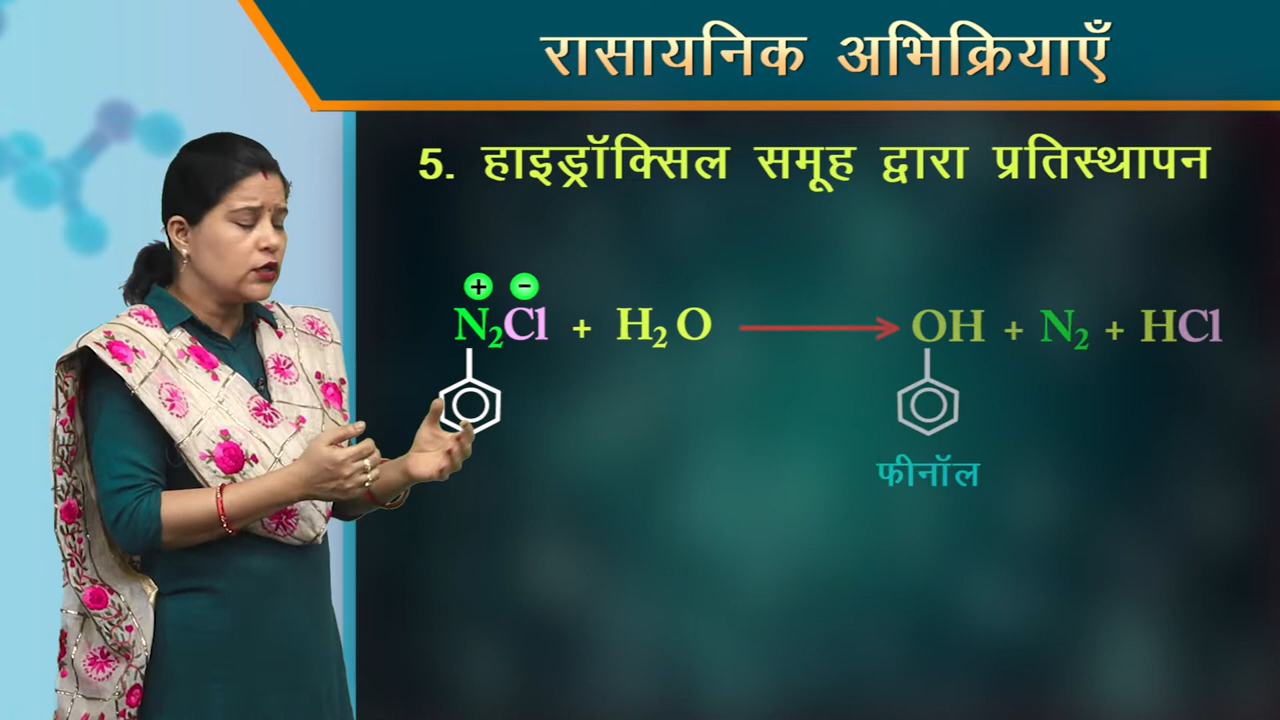 रासायनिक अभिक्रियाएँ
5. हाइड्रॉक्सिल समूह द्वारा प्रतिस्थापन
⊕ ⊖
N₂Cl + H₂O ⟶ OH + N₂ + HCl
फीनॉल